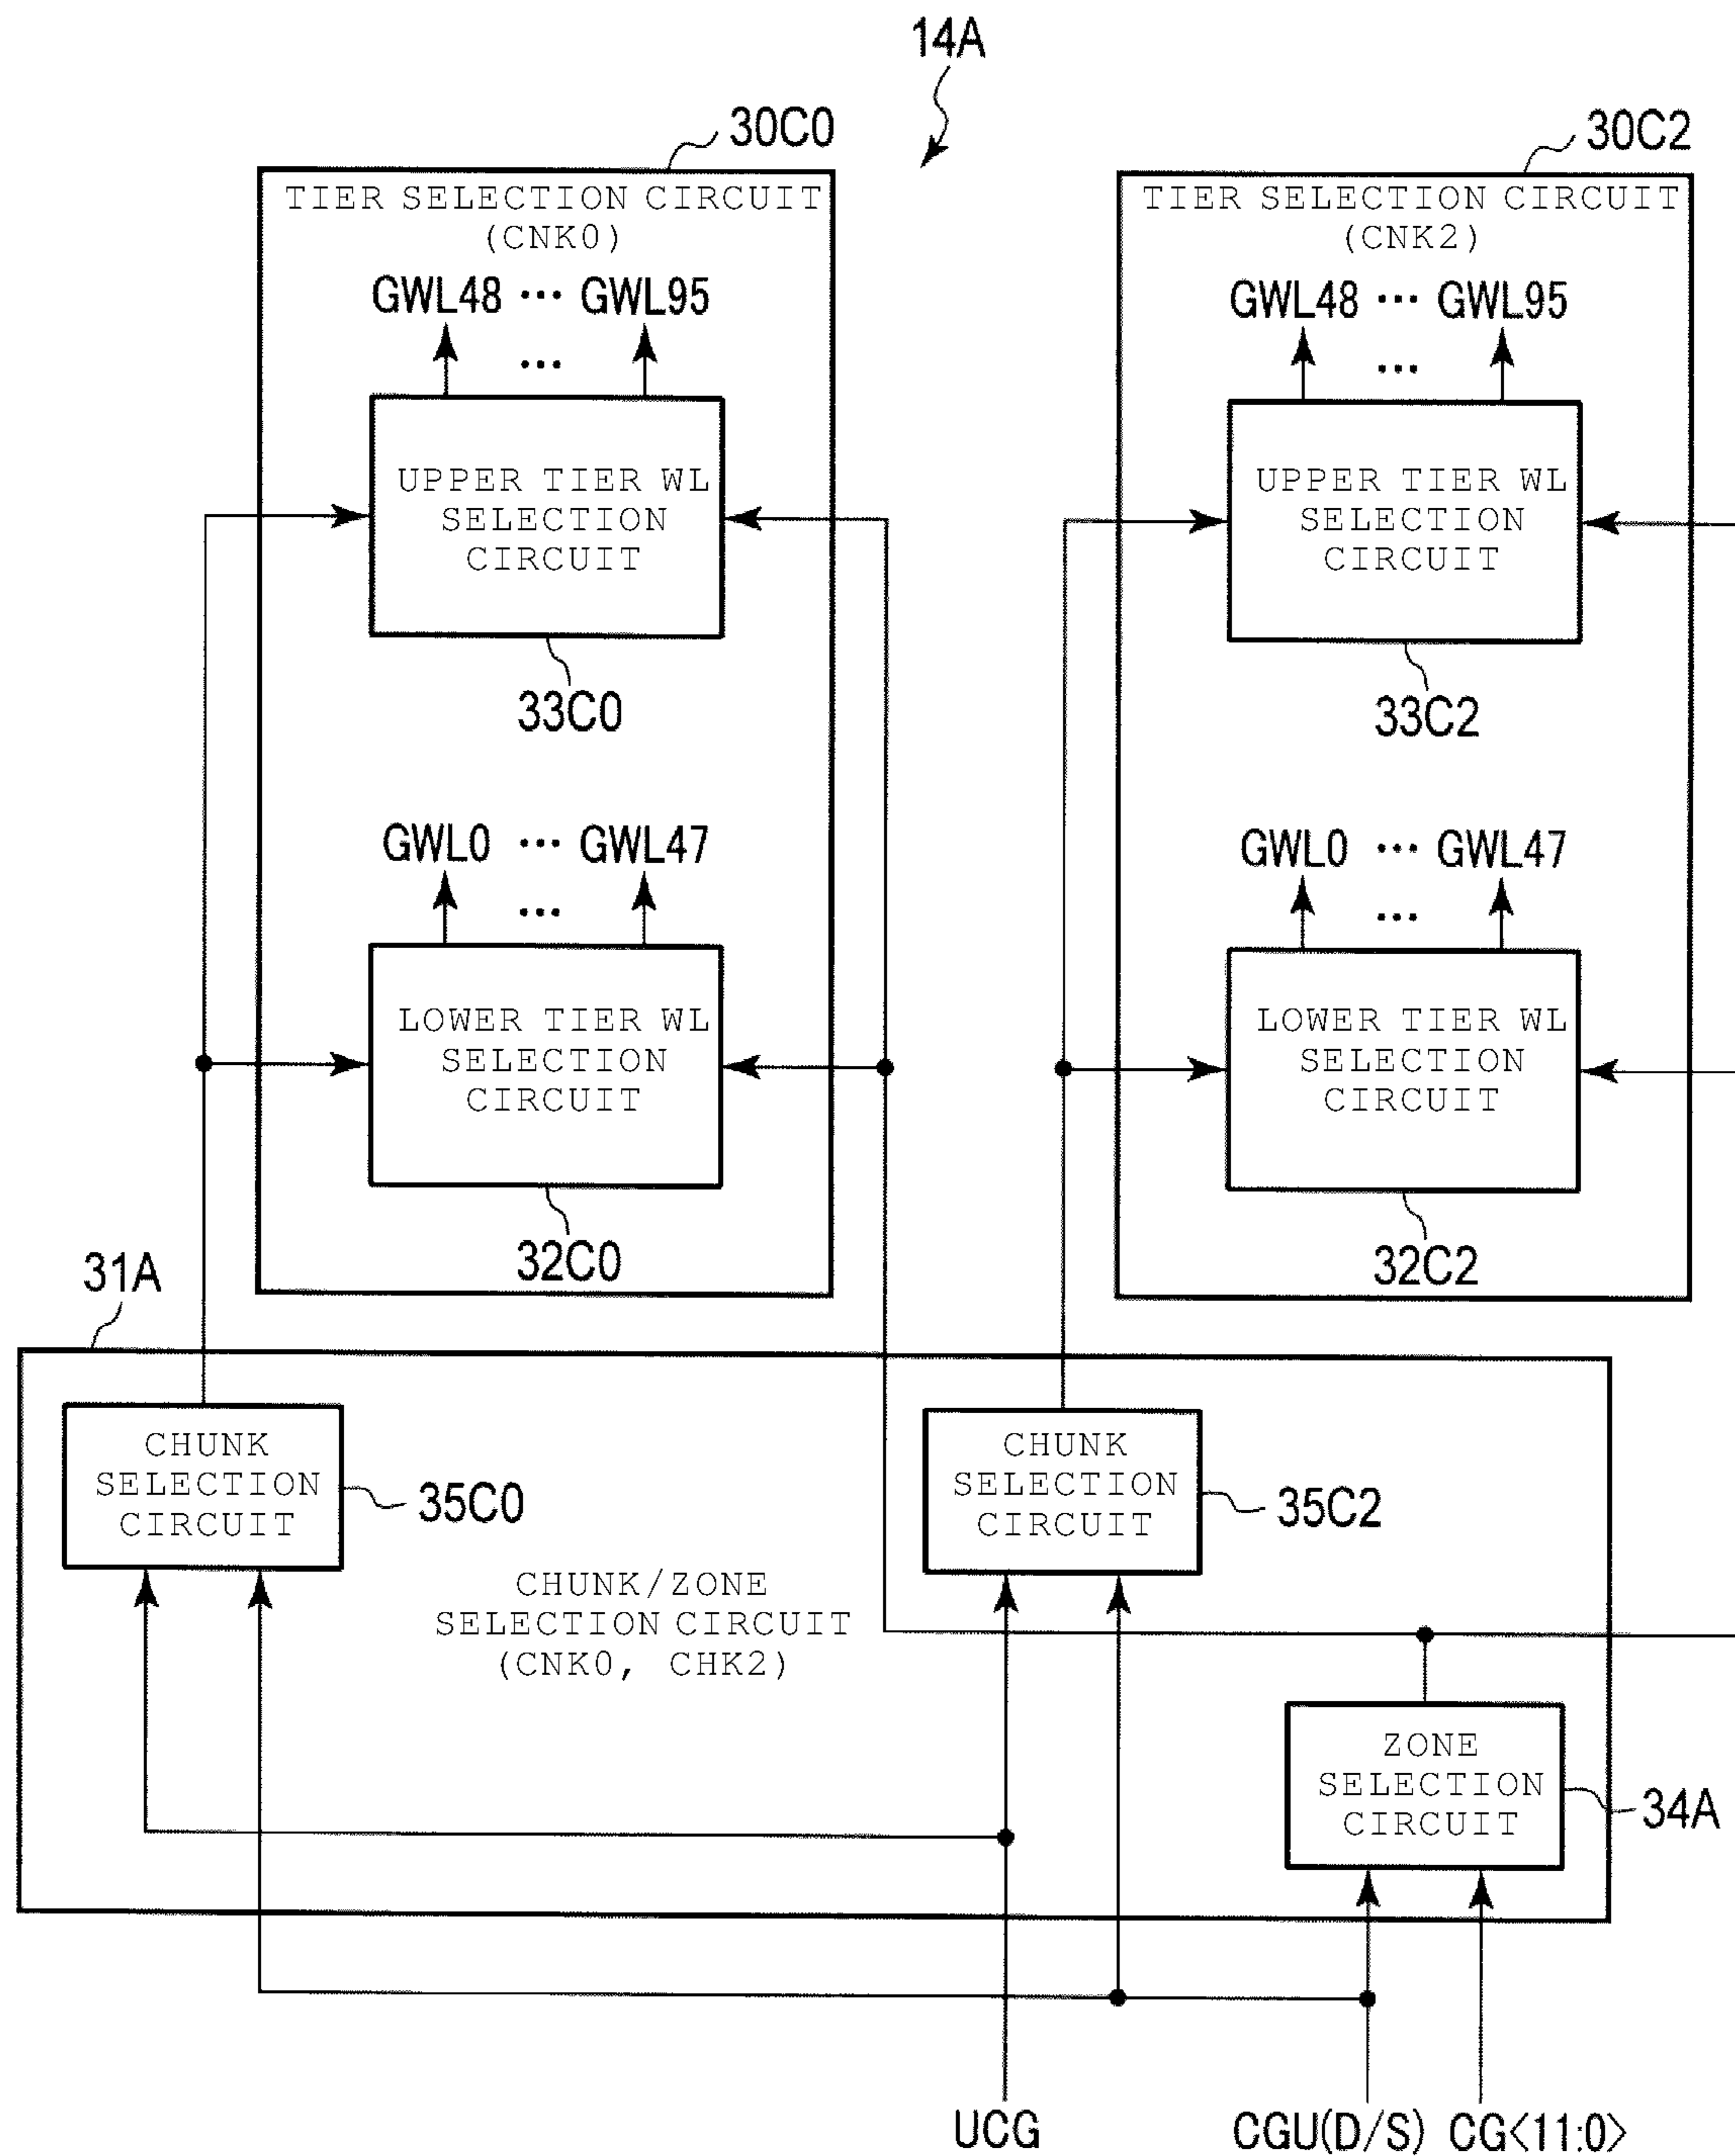 14A
30C0
30C2
TIER SELECTION CIRCUIT
(CNK0)
GWL48 ··· GWL95
...
UPPER TIER WL
SELECTION
CIRCUIT
33C0
GWL0 ··· GWL47
...
LOWER TIER WL
SELECTION
CIRCUIT
32C0
TIER SELECTION CIRCUIT
(CNK2)
GWL48 ··· GWL95
...
UPPER TIER WL
SELECTION
CIRCUIT
33C2
GWL0 ··· GWL47
...
LOWER TIER WL
SELECTION
CIRCUIT
32C2
31A
CHUNK
SELECTION
CIRCUIT
35C0
CHUNK
SELECTION
CIRCUIT
35C2
CHUNK/ZONE
SELECTION CIRCUIT
(CNK0, CHK2)
ZONE
SELECTION
CIRCUIT
34A
UCG
CGU(D/S)
CG<11:0>